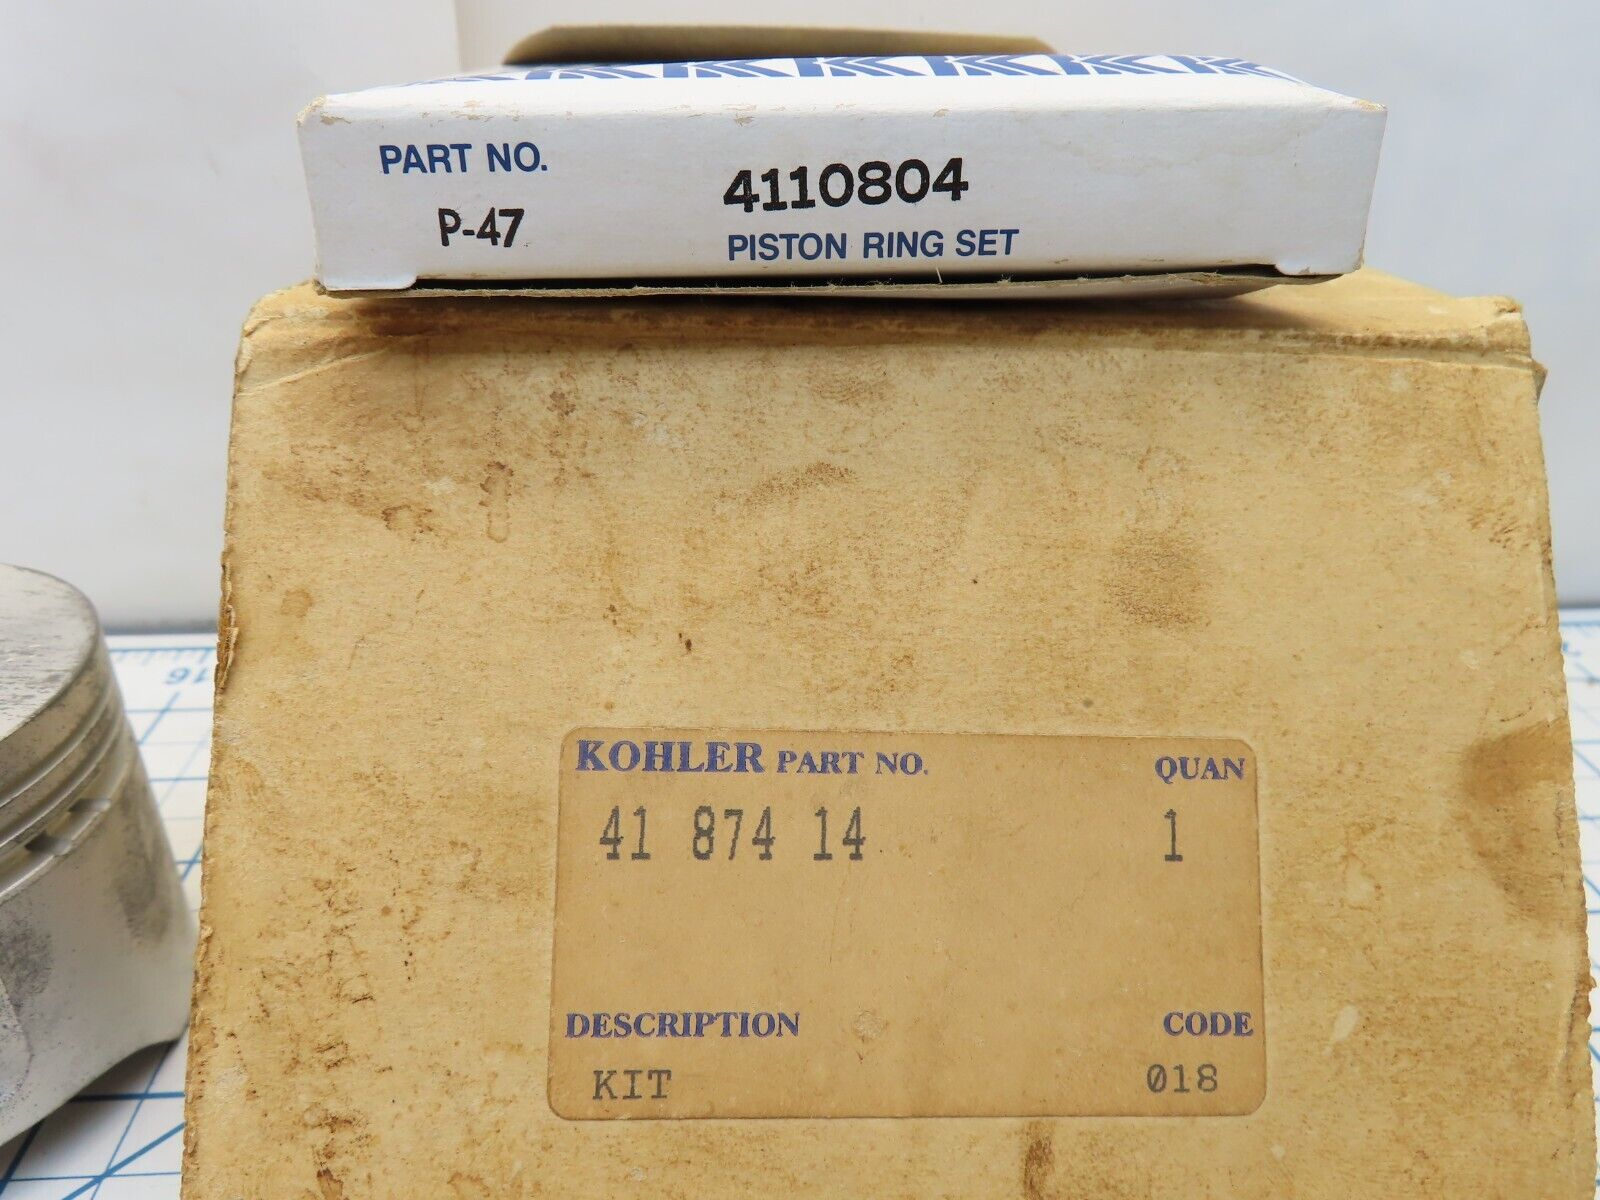 PART NO.
P-47
4110804
PISTON RING SET
KOHLER PART NO. QUAN
41 874 14 1
DESCRIPTION CODE
KIT 018
16